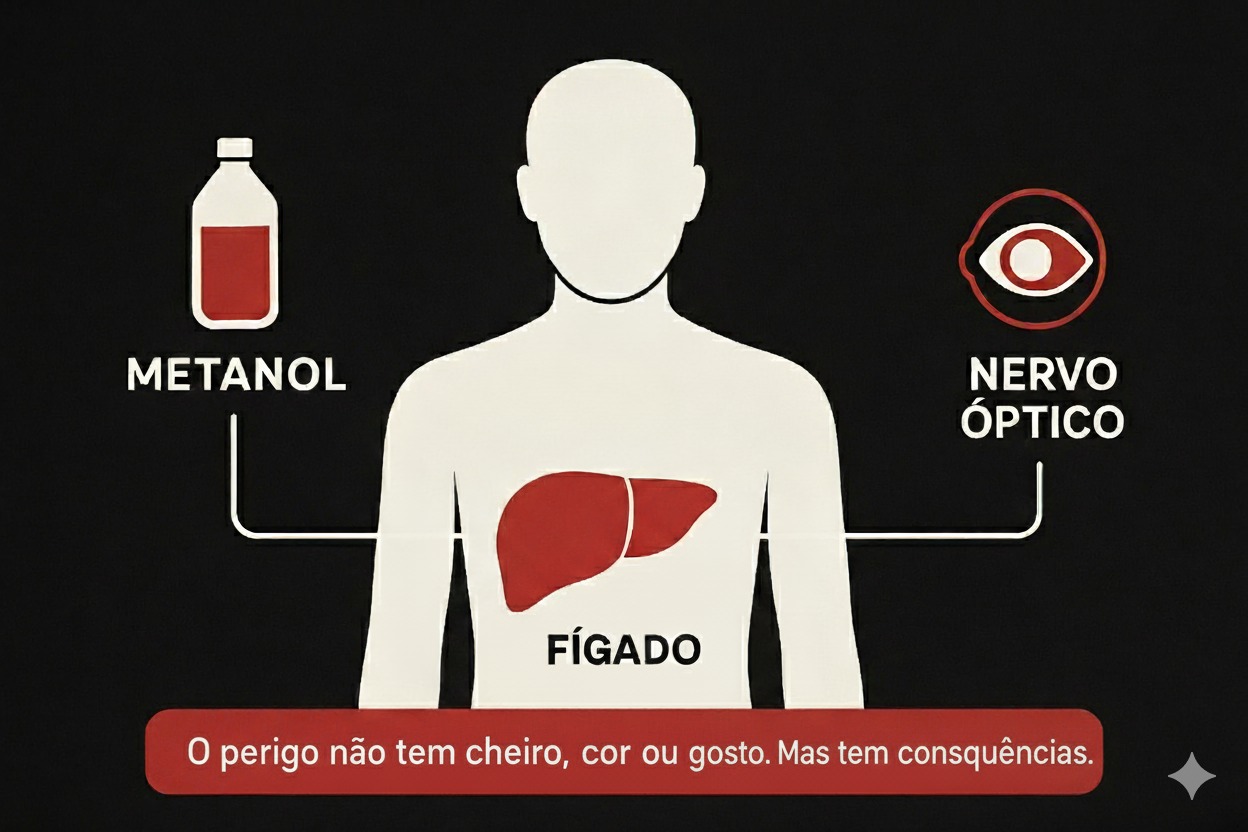 METANOL
NERVO
ÓPTICO
FÍGADO
O perigo não tem cheiro, cor ou gosto. Mas tem consquências.